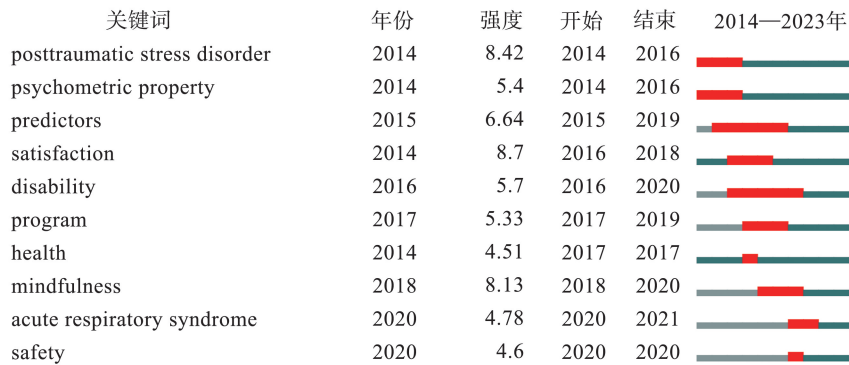 关键词 年份 强度 开始 结束 2014—2023年
posttraumatic stress disorder 2014 8.42 2014 2016
psychometric property 2014 5.4 2014 2016
predictors 2015 6.64 2015 2019
satisfaction 2014 8.7 2016 2018
disability 2016 5.7 2016 2020
program 2017 5.33 2017 2019
health 2014 4.51 2017 2017
mindfulness 2018 8.13 2018 2020
acute respiratory syndrome 2020 4.78 2020 2021
safety 2020 4.6 2020 2020